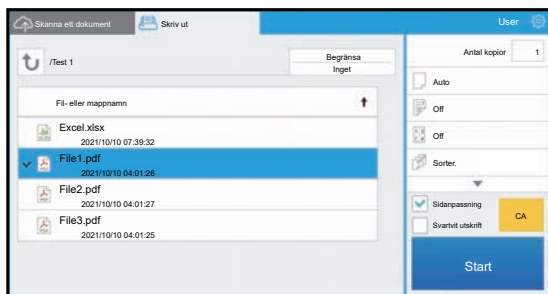 Skanna ett dokument
Skriv ut
User
/Test 1
Begränsa
Inget
Antal kopior 1
Fil- eller mappnamn
Auto
Off
Off
Sorter.
Excel.xlsx
2021/10/10 07:39:32
File1.pdf
2021/10/10 04:01:26
File2.pdf
2021/10/10 04:01:27
File3.pdf
2021/10/10 04:01:25
Sidanpassning
Svartvit utskrift
CA
Start